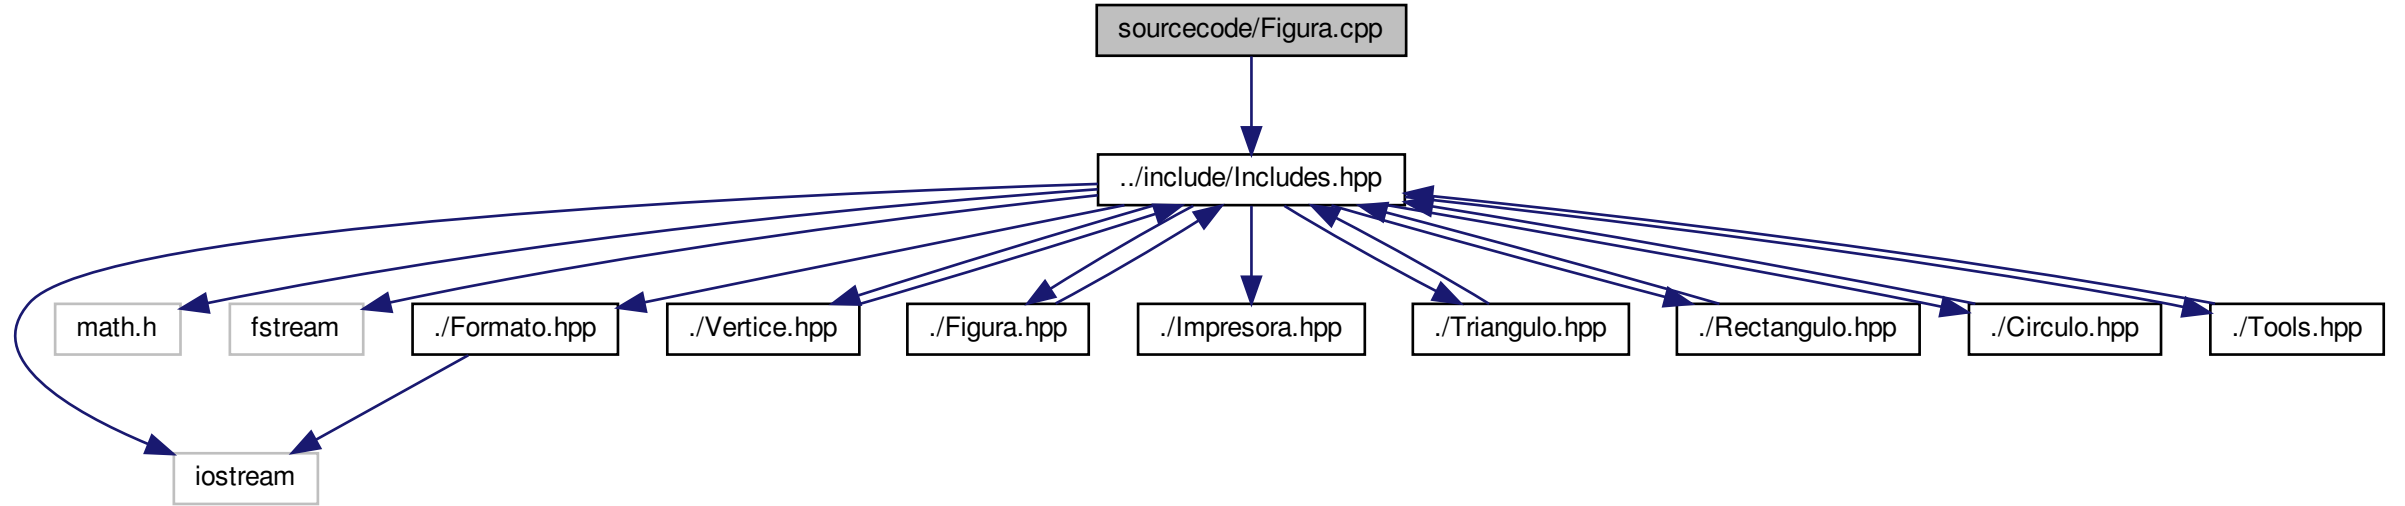 sourcecode/Figura.cpp
../include/Includes.hpp
math.h
fstream
./Formato.hpp
./Vertice.hpp
./Figura.hpp
./Impresora.hpp
./Triangulo.hpp
./Rectangulo.hpp
./Circulo.hpp
./Tools.hpp
iostream